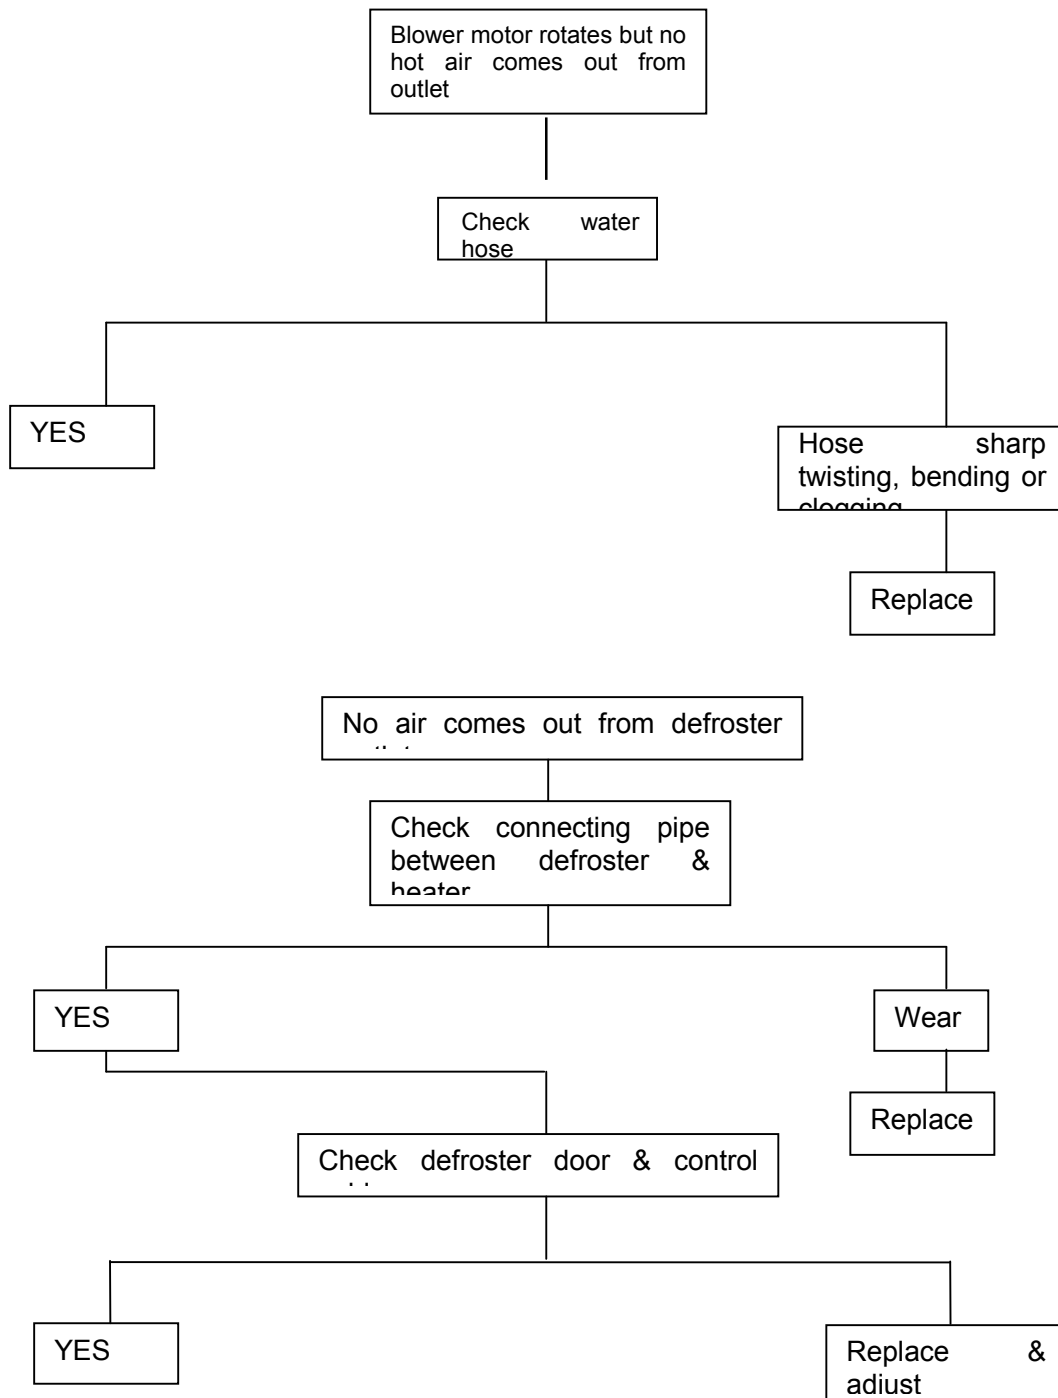 Blower motor rotates but no
hot air comes out from
outlet
Check water
hose
YES
Hose sharp
twisting, bending or
clogging
Replace
No air comes out from defroster
Check connecting pipe
between defroster &
heater
YES
Wear
Replace
Check defroster door & control
YES
Replace &
adjust